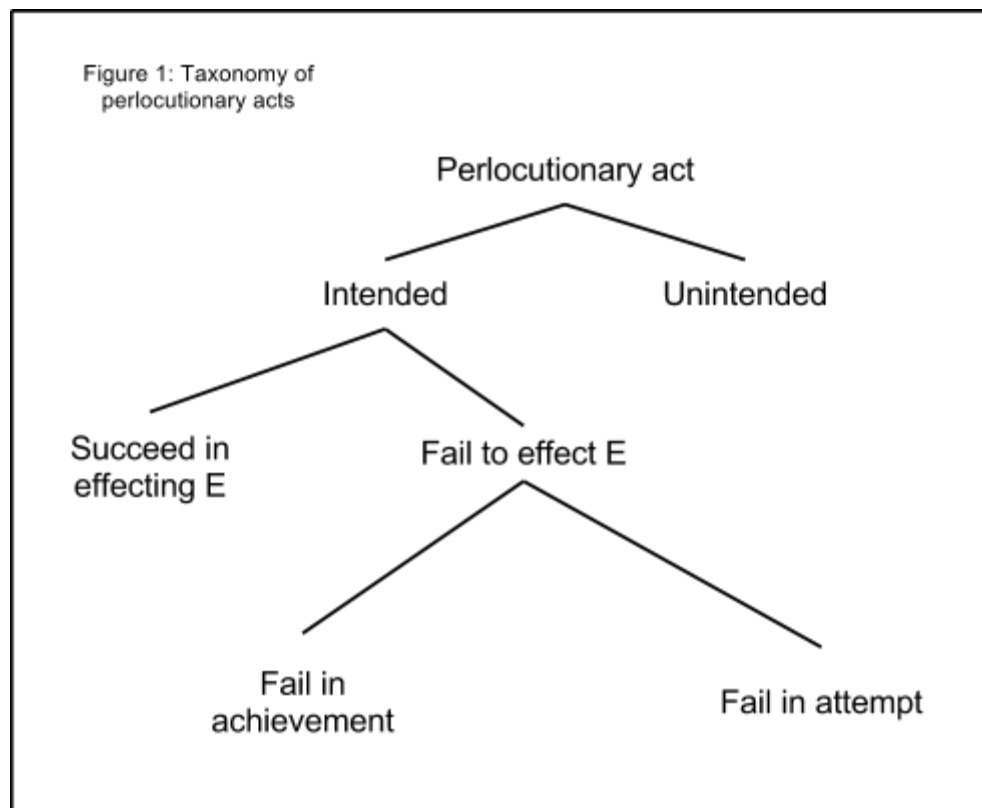 Figure 1: Taxonomy of
perlocutionary acts
Perlocutionary act
Intended
Unintended
Succeed in
effecting E
Fail to effect E
Fail in
achievement
Fail in attempt